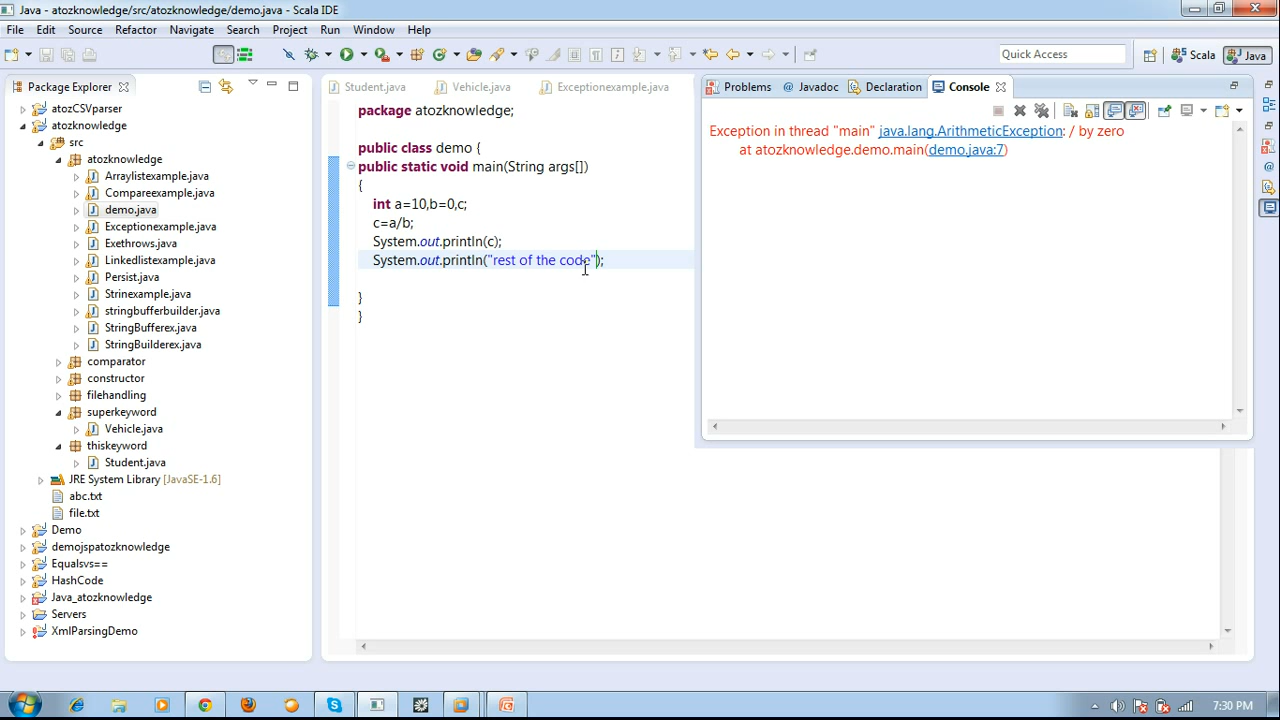 Java - atozknowledge/src/atozknowledge/demo.java - Scala IDE
File Edit Source Refactor Navigate Search Project Run Window Help
Quick Access
Scala
Java
Package Explorer
atozCSVparser
atozknowledge
src
atozknowledge
Arraylistexample.java
Compareexample.java
demo.java
Exceptionexample.java
Exethrows.java
Linkedlistexample.java
Persist.java
Strinexample.java
stringbufferbuilder.java
StringBufferex.java
StringBuilderex.java
comparator
constructor
filehandling
superkeyword
Vehicle.java
thiskeyword
Student.java
JRE System Library [JavaSE-1.6]
abc.txt
file.txt
Demo
demojspatozknowledge
Equalsvs==
HashCode
Java_atozknowledge
Servers
XmlParsingDemo
Student.java Vehicle.java Exceptionexample.java
package atozknowledge;
public class demo {
public static void main(String args[])
{
int a=10,b=0,c;
c=a/b;
System.out.println(c);
System.out.println("rest of the code");
}
}
Problems Javadoc Declaration Console
Exception in thread "main" java.lang.ArithmeticException: / by zero
at atozknowledge.demo.main(demo.java:7)
7:30 PM